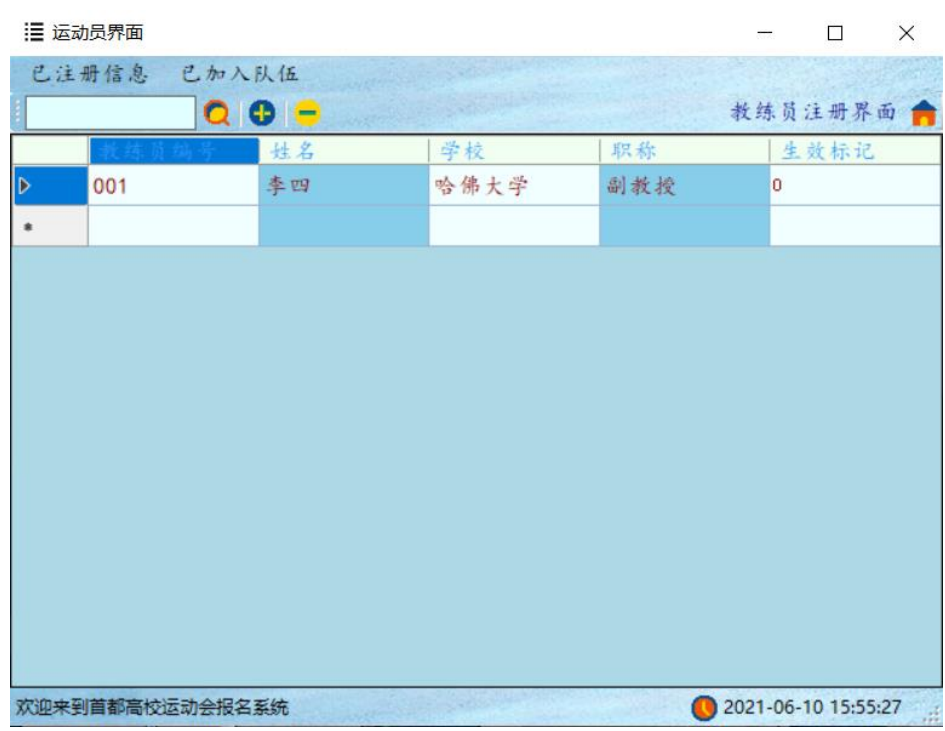 运动员界面
已注册信息 已加入队伍
教练员注册界面
教练员编号 姓名 学校 职称 生效标记
001 李四 哈佛大学 副教授 0
欢迎来到首都高校运动会报名系统 2021-06-10 15:55:27